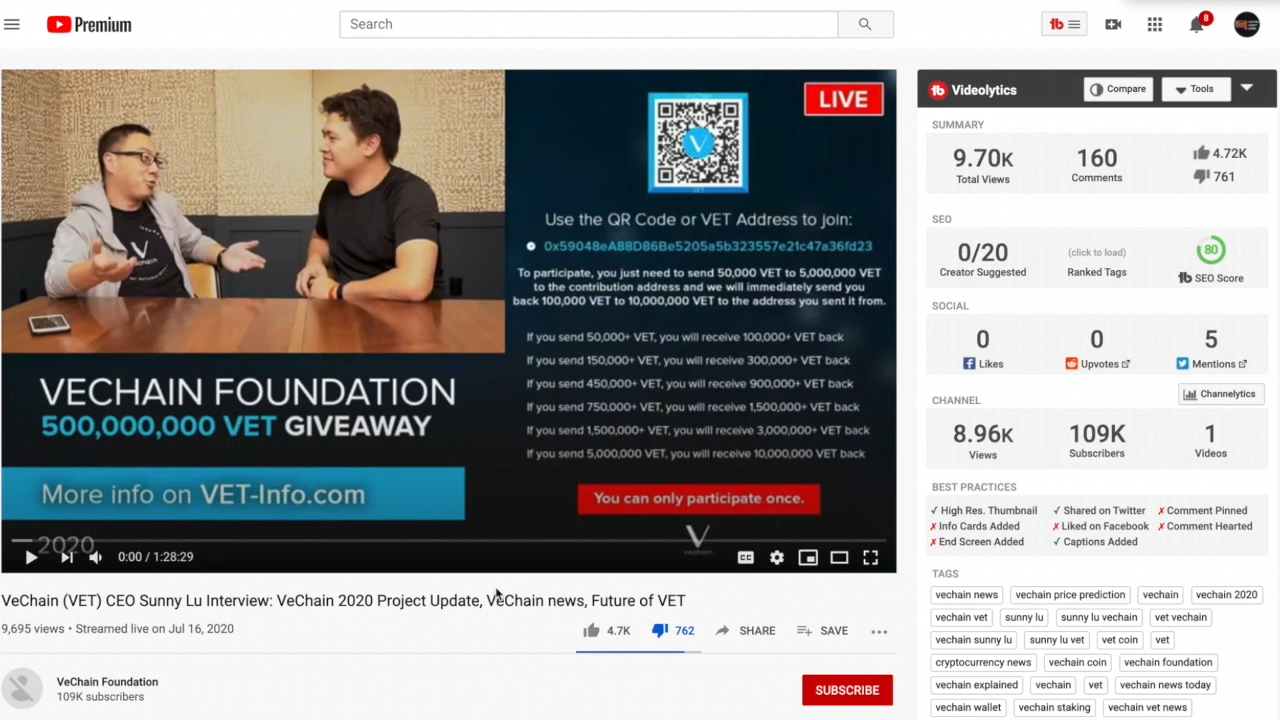 Premium
Search
8
LIVE
V
VET
Use the QR Code or VET Address to join:
0x59048eA88D86Be5205a5b323557e21c47a36fd23
To participate, you just need to send 50,000 VET to 5,000,000 VET
to the contribution address and we will immediately send you
back 100,000 VET to 10,000,000 VET to the address you sent it from.
If you send 50,000+ VET, you will receive 100,000+ VET back
If you send 150,000+ VET, you will receive 300,000+ VET back
If you send 450,000+ VET, you will receive 900,000+ VET back
If you send 750,000+ VET, you will receive 1,500,000+ VET back
If you send 1,500,000+ VET, you will receive 3,000,000+ VET back
If you send 5,000,000 VET, you will receive 10,000,000 VET back
You can only participate once.
vechain
VECHAIN FOUNDATION
500,000,000 VET GIVEAWAY
More info on VET-Info.com
2020
0:00 / 1:28:29
CC
VeChain (VET) CEO Sunny Lu Interview: VeChain 2020 Project Update, VeChain news, Future of VET
9,695 views • Streamed live on Jul 16, 2020
4.7K 762 SHARE SAVE
VeChain Foundation
109K subscribers
SUBSCRIBE
Videolytics Compare Tools
SUMMARY
9.70K 160 4.72K
Total Views Comments 761
SEO
0/20 (click to load) 80
Creator Suggested Ranked Tags tb SEO Score
SOCIAL
0 0 5
Likes Upvotes Mentions
CHANNEL Channelytics
8.96K 109K 1
Views Subscribers Videos
BEST PRACTICES
✓ High Res. Thumbnail ✓ Shared on Twitter ✗ Comment Pinned
✗ Info Cards Added ✗ Liked on Facebook ✗ Comment Hearted
✗ End Screen Added ✓ Captions Added
TAGS
vechain news vechain price prediction vechain vechain 2020
vechain vet sunny lu sunny lu vechain vet vechain
vechain sunny lu sunny lu vet vet coin vet
cryptocurrency news vechain coin vechain foundation
vechain explained vechain vet vechain news today
vechain wallet vechain staking vechain vet news